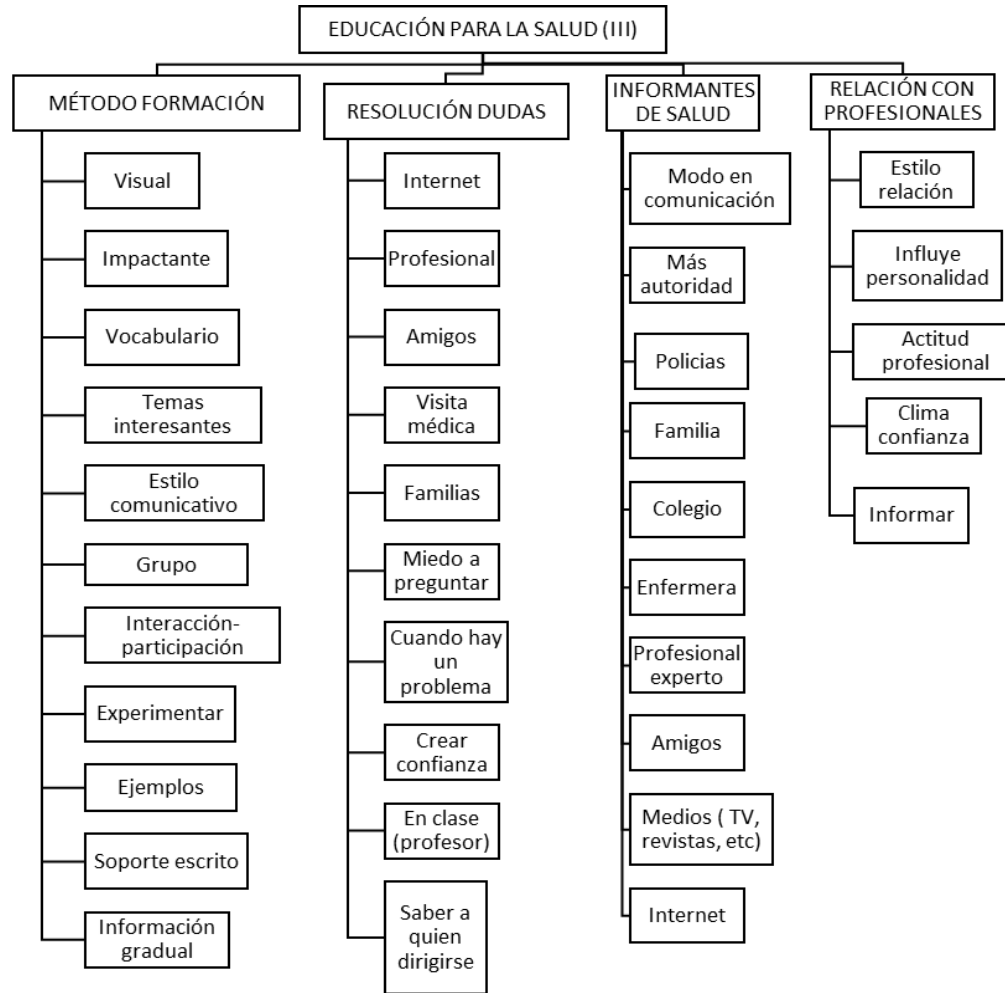 EDUCACIÓN PARA LA SALUD (III)
MÉTODO FORMACIÓN
Visual
Impactante
Vocabulario
Temas
interesantes
Estilo
comunicativo
Grupo
Interacción-
participación
Experimentar
Ejemplos
Soporte escrito
Información
gradual
RESOLUCIÓN DUDAS
Internet
Profesional
Amigos
Visita
médica
Familias
Miedo a
preguntar
Cuando hay
un
problema
Crear
confianza
En clase
(profesor)
Saber a
quien
dirigirse
INFORMANTES
DE SALUD
Modo en
comunicación
Más
autoridad
Policias
Familia
Colegio
Enfermera
Profesional
experto
Amigos
Medios ( TV,
revistas, etc)
Internet
RELACIÓN CON
PROFESIONALES
Estilo
relación
Influye
personalidad
Actitud
profesional
Clima
confianza
Informar